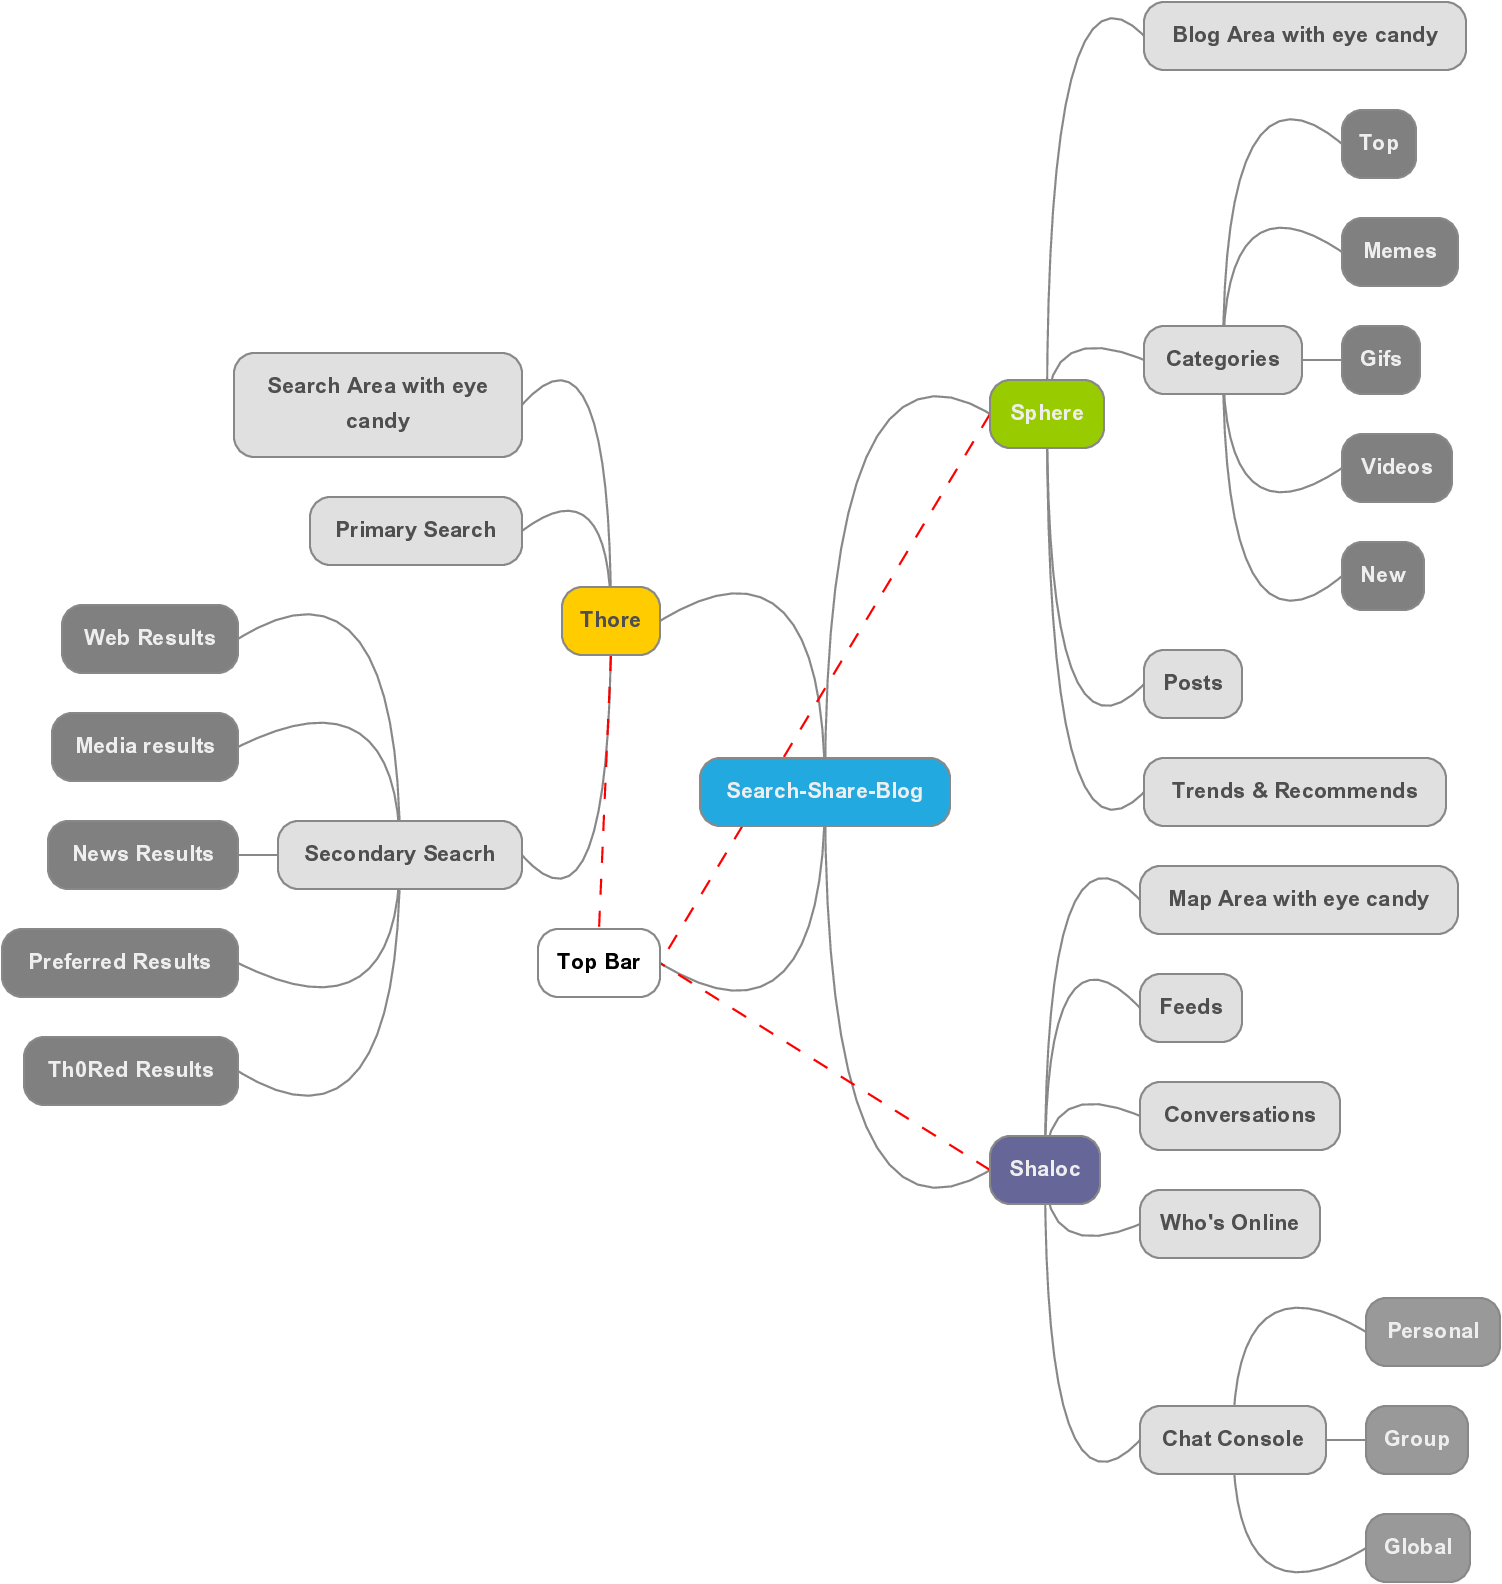 Search-Share-Blog
Thore
Search Area with eye
candy
Primary Search
Secondary Seacrh
Web Results
Media results
News Results
Preferred Results
Th0Red Results
Top Bar
Sphere
Blog Area with eye candy
Categories
Top
Memes
Gifs
Videos
New
Posts
Trends & Recommends
Shaloc
Map Area with eye candy
Feeds
Conversations
Who's Online
Chat Console
Personal
Group
Global